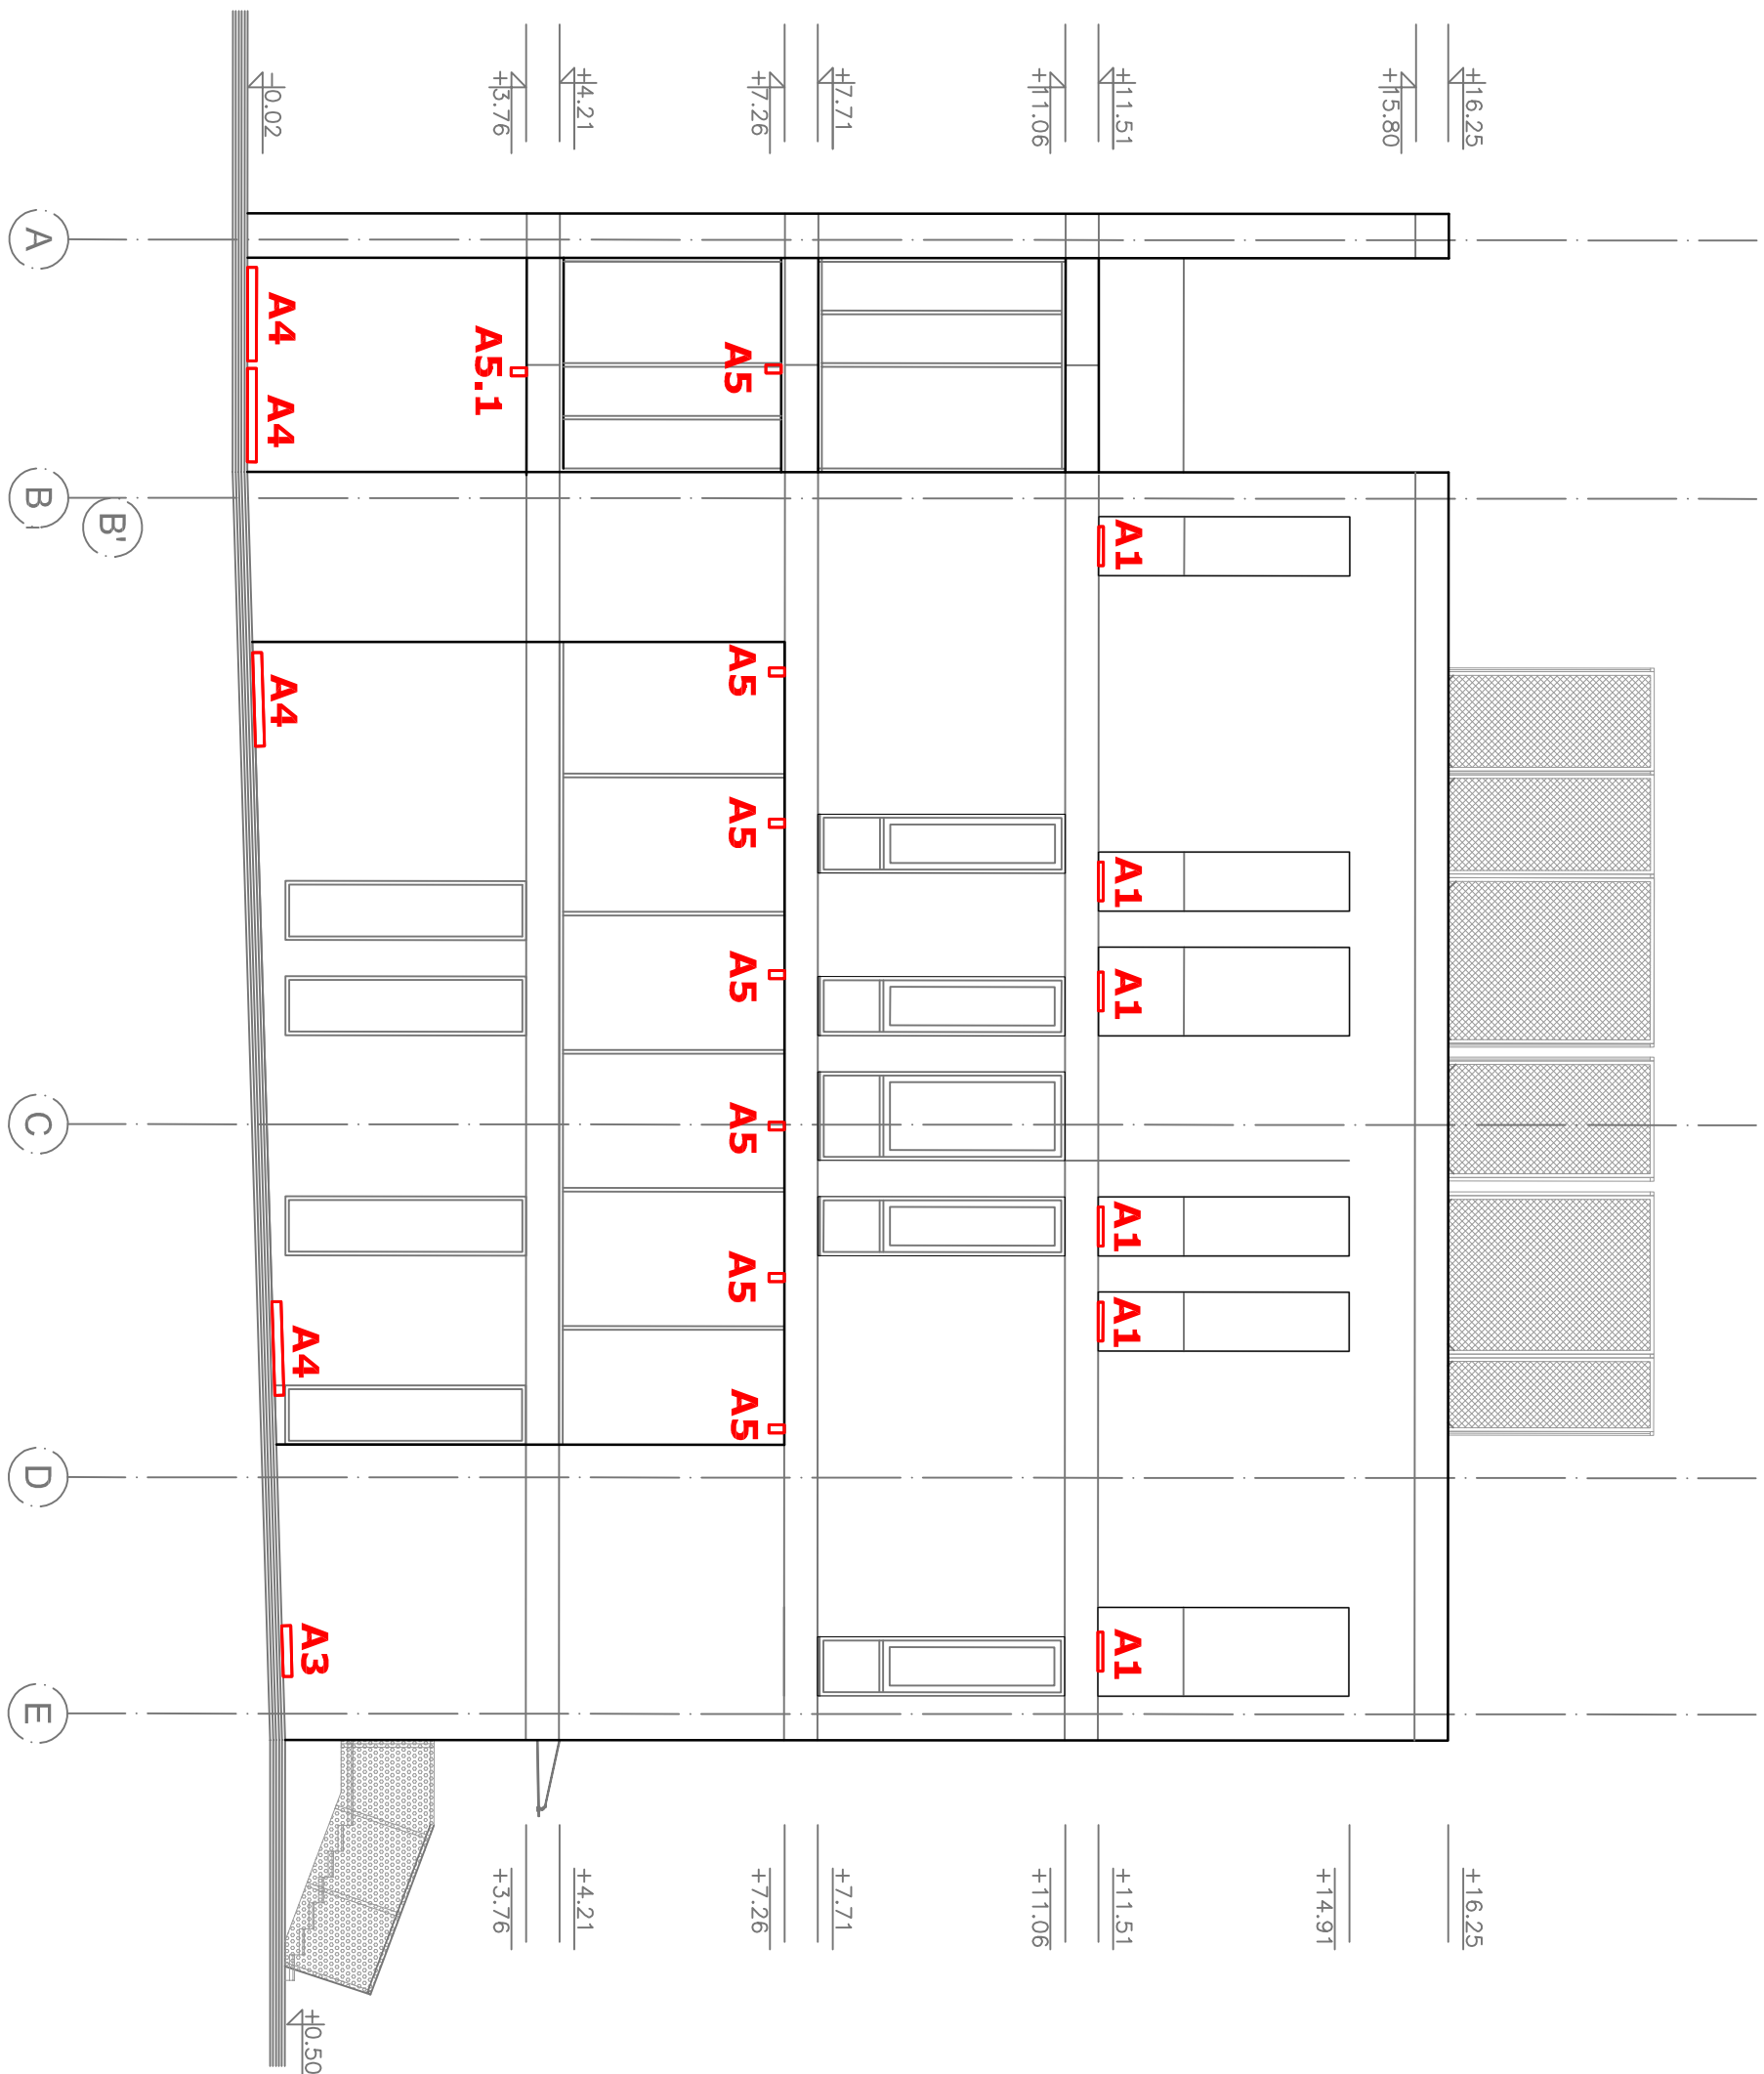 +16.25 +16.25
+15.80
+14.91
+11.51 A1 A1 A1 A1 A1 A1 +11.51
+11.06 +11.06
+7.71 +7.71
+7.26 +7.26
A5 A5 A5 A5 A5 A5 A5
+4.21 +4.21
+3.76 A5.1 +3.76
A4 A4 A4 A4 A3 +0.50
-0.02
B'
A B C D E